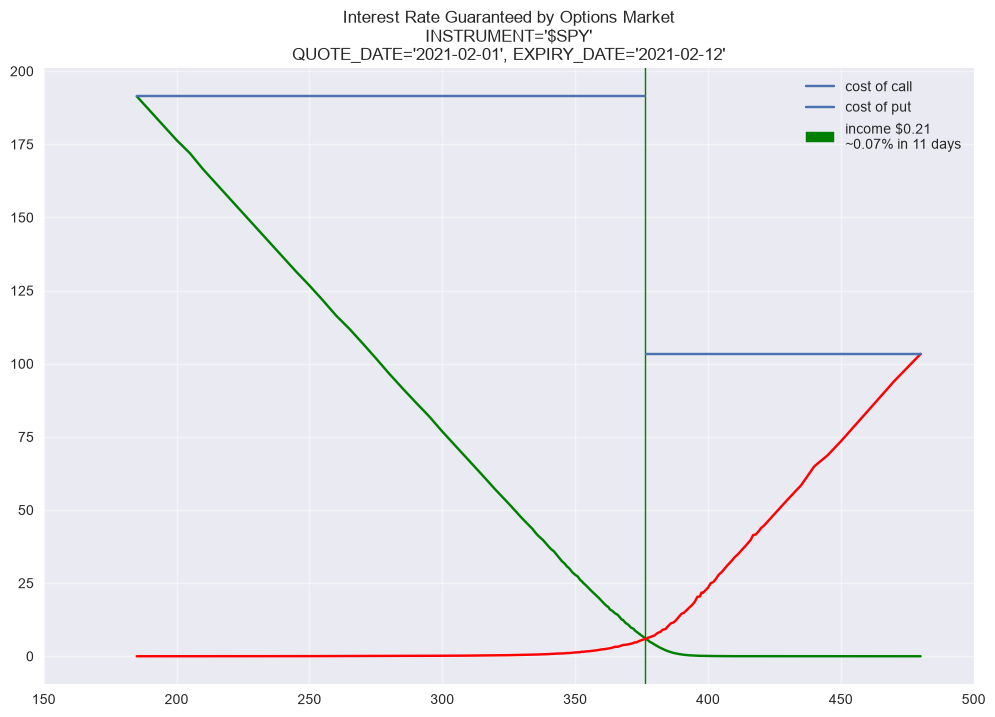 Interest Rate Guaranteed by Options Market
INSTRUMENT='$SPY'
QUOTE_DATE='2021-02-01', EXPIRY_DATE='2021-02-12'
200
175
150
125
100
75
50
25
0
cost of call
cost of put
income $0.21
~0.07% in 11 days
150 200 250 300 350 400 450 500